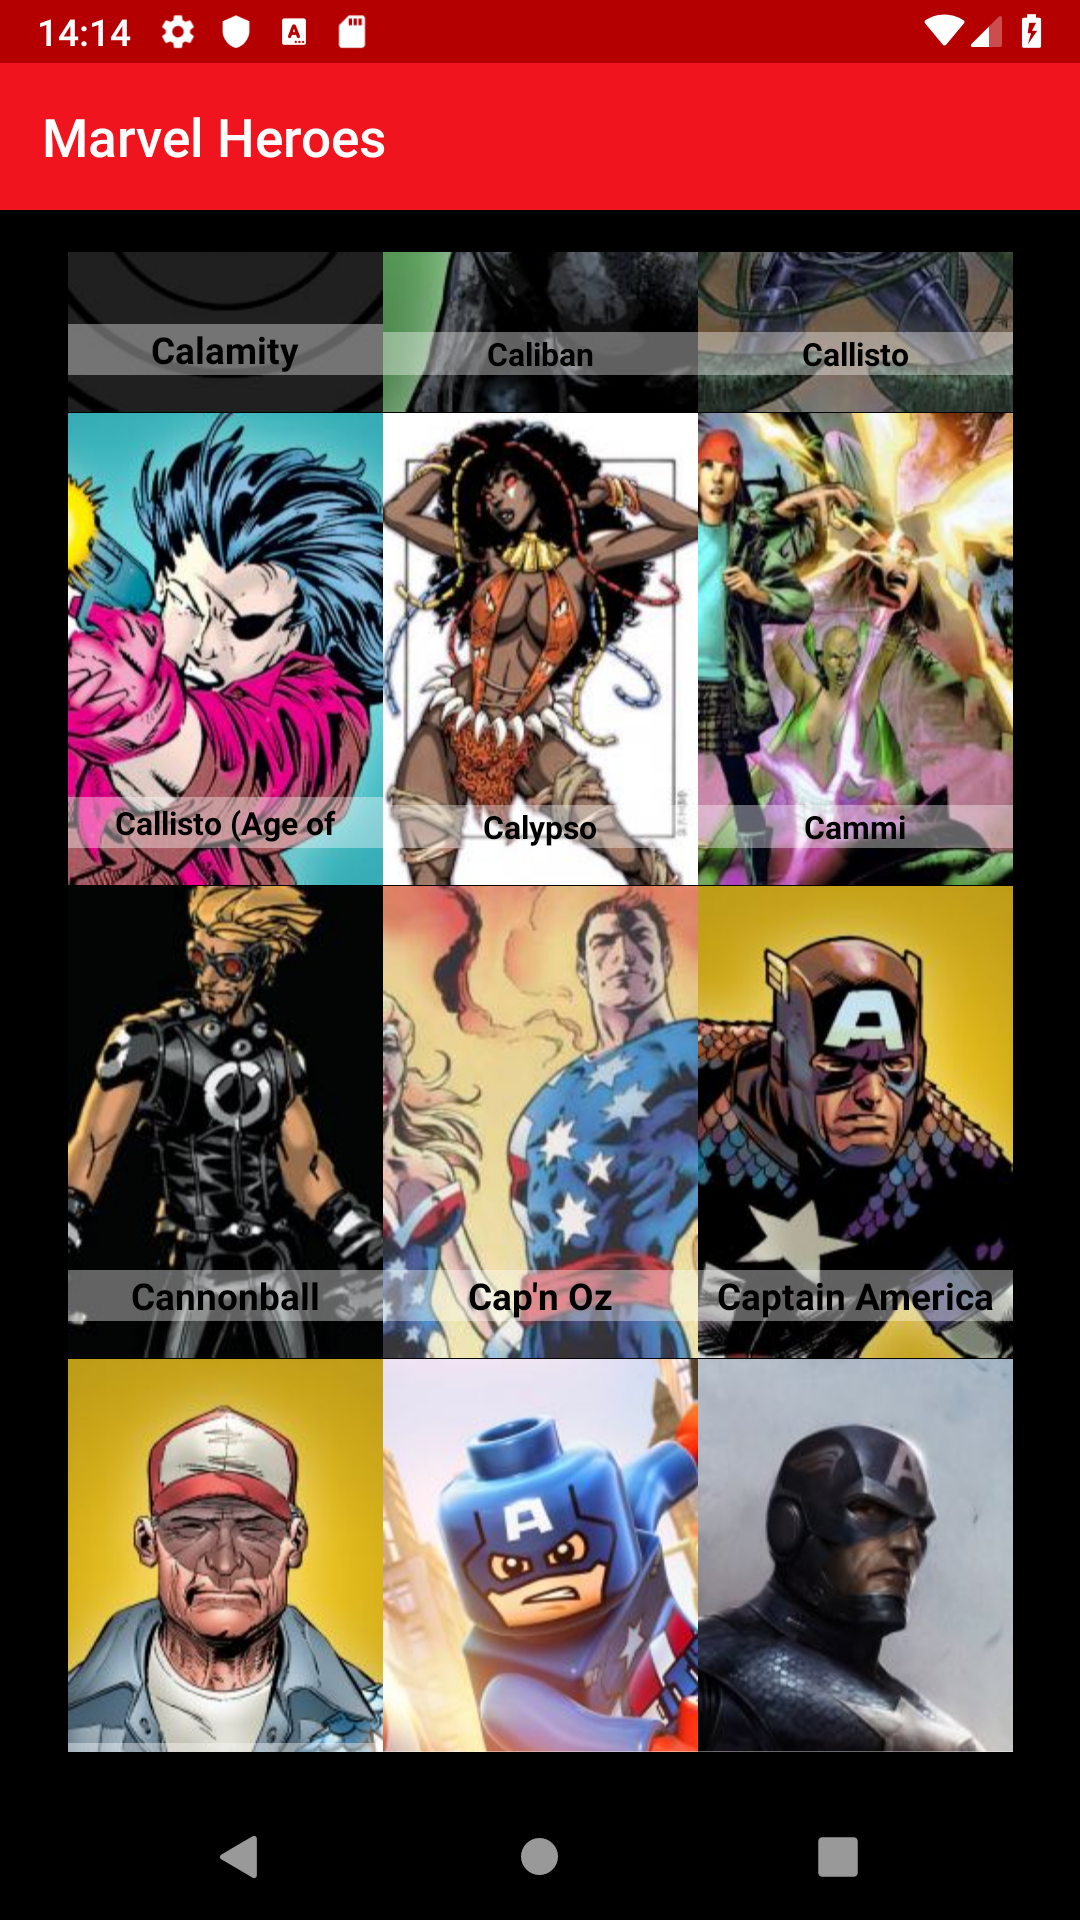 14:14
Marvel Heroes
Calamity
Caliban
Callisto
Callisto (Age of
Calypso
Cammi
A
Cannonball
Cap'n Oz
Captain America
A
A